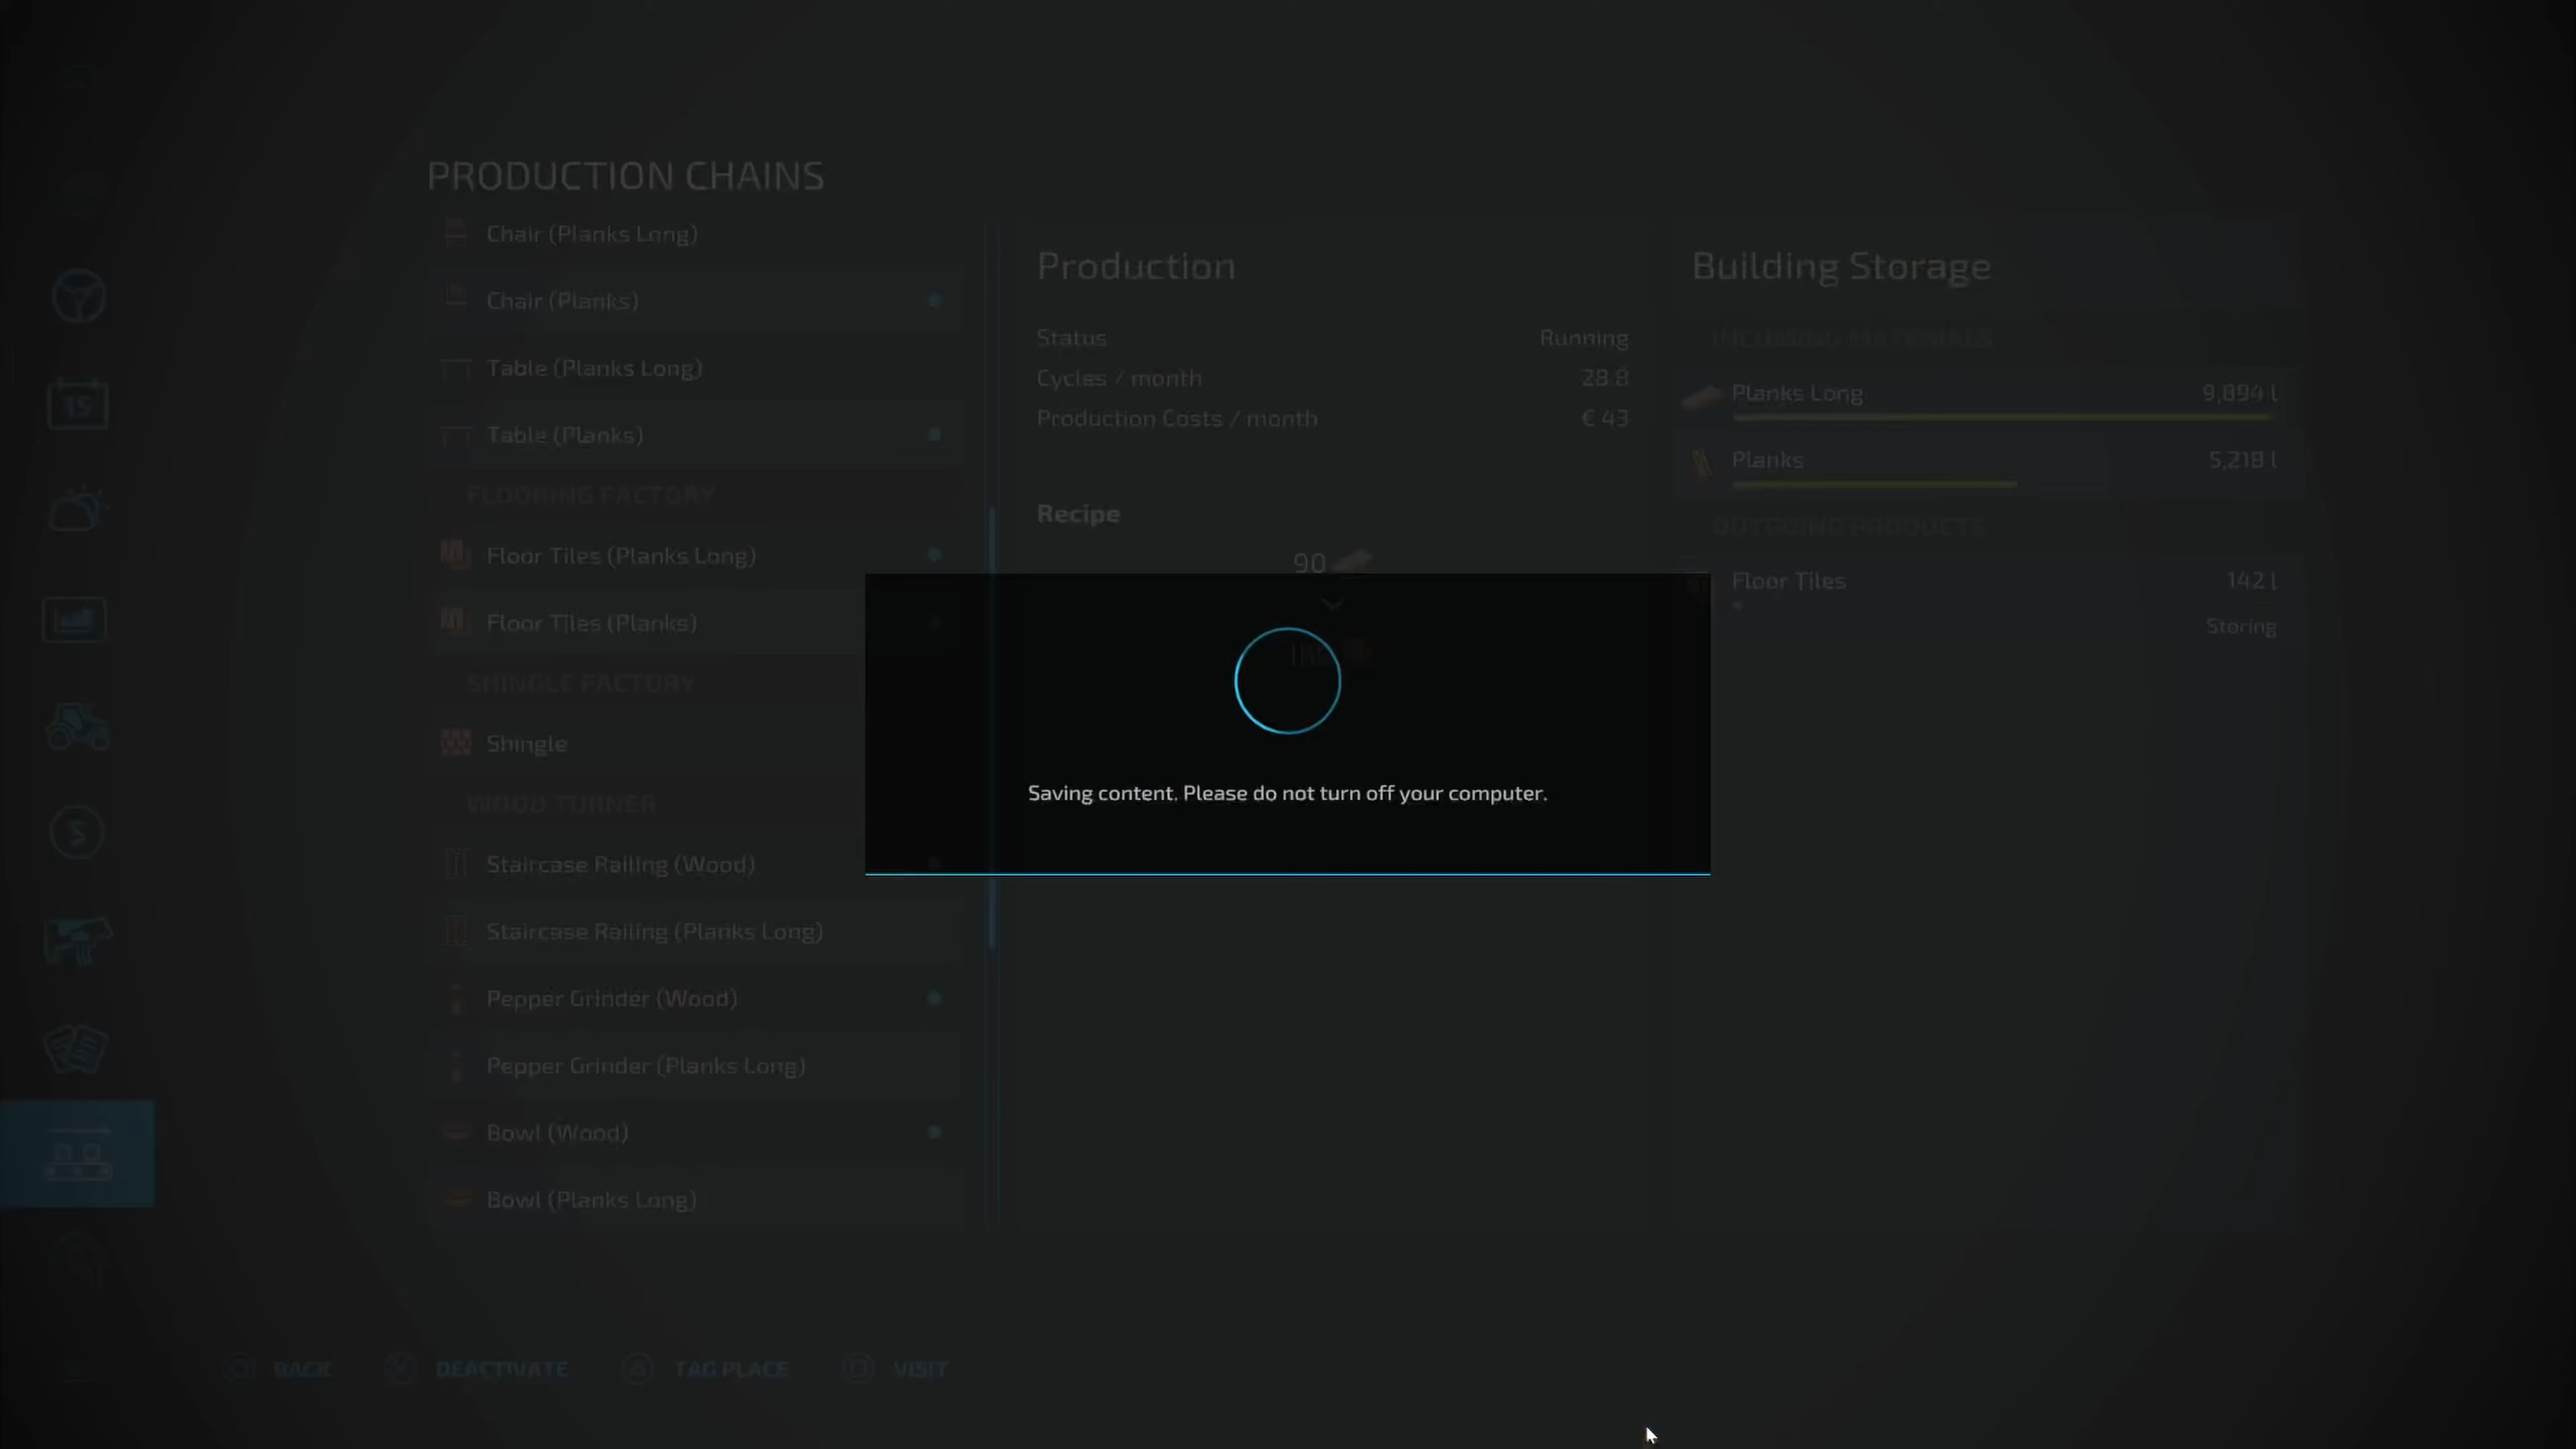 PRODUCTION CHAINS
Chair (Planks Long)
Chair (Planks)
Table (Planks Long)
Table (Planks)
FLOORING FACTORY
Floor Tiles (Planks Long)
Floor Tiles (Planks)
SHINGLE FACTORY
Shingle
WOOD TURNER
Staircase Railing (Wood)
Staircase Railing (Planks Long)
Pepper Grinder (Wood)
Pepper Grinder (Planks Long)
Bowl (Wood)
Bowl (Planks Long)
15
Production
Status Running
Cycles / month 28.8
Production Costs / month € 43
Recipe
90
Saving content. Please do not turn off your computer.
Building Storage
INCOMING MATERIALS
Planks Long 9,894 l
Planks 5,218 l
OUTGOING PRODUCTS
Floor Tiles 142 l
Storing
BACK DEACTIVATE TAG PLACE VISIT